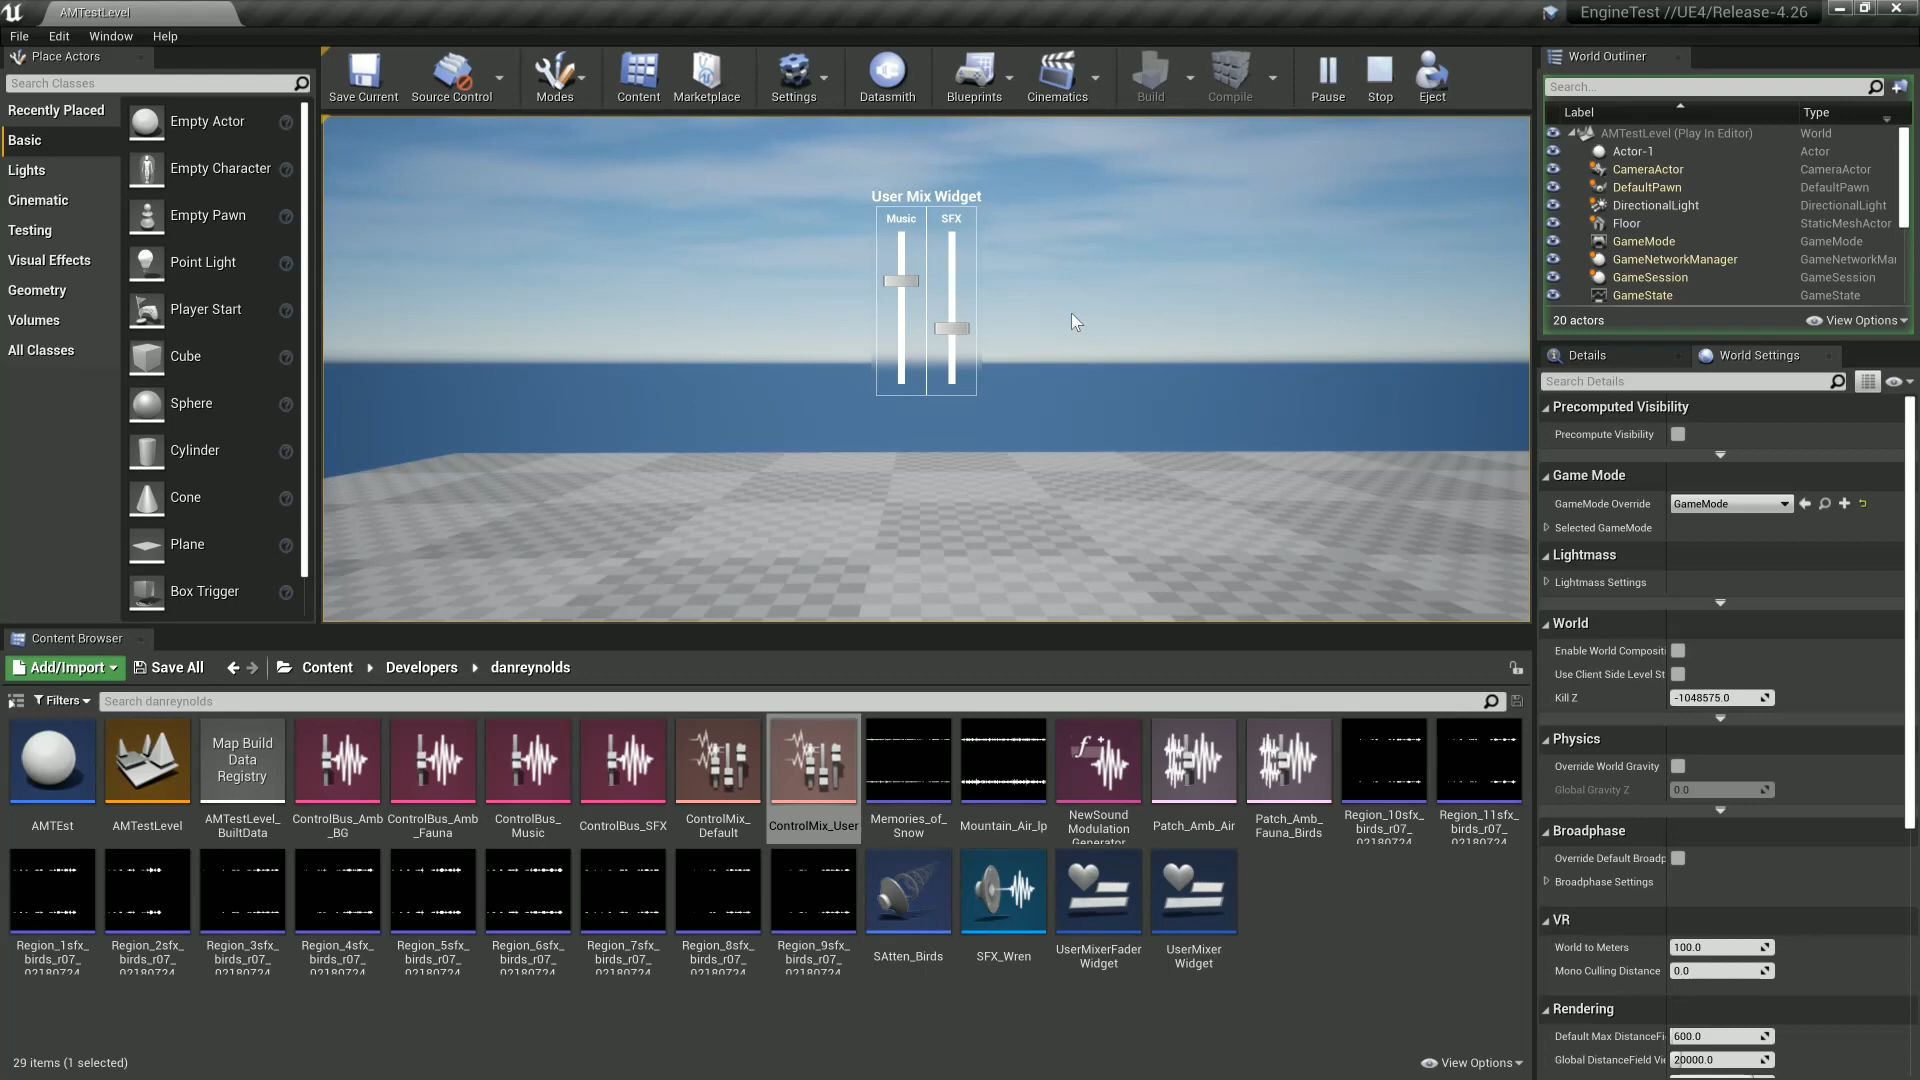 AMTestLevel
EngineTest //UE4/Release-4.26
File Edit Window Help
Place Actors
Search Classes
Recently Placed
Basic
Lights
Cinematic
Testing
Visual Effects
Geometry
Volumes
All Classes
Empty Actor
Empty Character
Empty Pawn
Point Light
Player Start
Cube
Sphere
Cylinder
Cone
Plane
Box Trigger
Save Current
Source Control
Modes
Content
Marketplace
Settings
Datasmith
Blueprints
Cinematics
Build
Compile
Pause
Stop
Eject
User Mix Widget
Music SFX
World Outliner
Search...
Label Type
AMTestLevel (Play In Editor) World
Actor-1 Actor
CameraActor CameraActor
DefaultPawn DefaultPawn
DirectionalLight DirectionalLight
Floor StaticMeshActor
GameMode GameMode
GameNetworkManager GameNetworkMa
GameSession GameSession
GameState GameState
20 actors View Options
Details World Settings
Search Details
Precomputed Visibility
Precompute Visibility
Game Mode
GameMode Override GameMode
Selected GameMode
Lightmass
Lightmass Settings
World
Enable World Compositi
Use Client Side Level St
Kill Z -1048575.0
Physics
Override World Gravity
Global Gravity Z 0.0
Broadphase
Override Default Broadp
Broadphase Settings
VR
World to Meters 100.0
Mono Culling Distance 0.0
Rendering
Default Max DistanceFi 600.0
Global DistanceField Vi 20000.0
Content Browser
Add/Import Save All Content Developers danreynolds
Filters Search danreynolds
Map Build
Data
Registry
AMTEst
AMTestLevel
AMTestLevel_
BuiltData
ControlBus_Amb
_BG
ControlBus_Amb
_Fauna
ControlBus_
Music
ControlBus_SFX
ControlMix_
Default
ControlMix_User
Memories_of_
Snow
Mountain_Air_lp
NewSound
Modulation
Generator
Patch_Amb_Air
Patch_Amb_
Fauna_Birds
Region_10sfx_
birds_r07_
02180724
Region_11sfx_
birds_r07_
02180724
Region_1sfx_
birds_r07_
02180724
Region_2sfx_
birds_r07_
02180724
Region_3sfx_
birds_r07_
02180724
Region_4sfx_
birds_r07_
02180724
Region_5sfx_
birds_r07_
02180724
Region_6sfx_
birds_r07_
02180724
Region_7sfx_
birds_r07_
02180724
Region_8sfx_
birds_r07_
02180724
Region_9sfx_
birds_r07_
02180724
SAtten_Birds
SFX_Wren
UserMixerFader
Widget
UserMixer
Widget
29 items (1 selected)
View Options